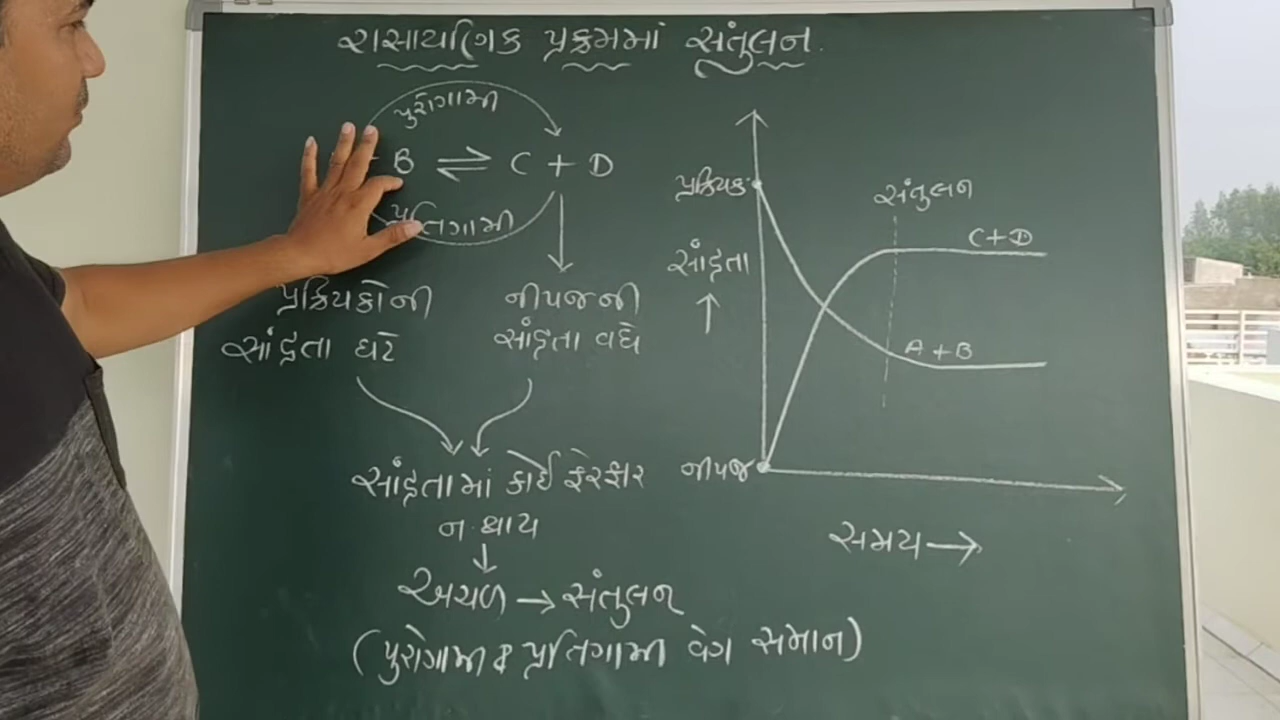 રાસાયણિક પ્રક્રમમાં સંતુલન.
પુરોગામી
B ⇌ C + D
પ્રતિગામી
પ્રક્રિયકોની
સાંદ્રતા ઘટે
નીપજની
સાંદ્રતા વધે
સાંદ્રતામાં કોઈ ફેરફાર
ન થાય
↓
અચળ → સંતુલન
(પુરોગામી & પ્રતિગામી વેગ સમાન)
પ્રક્રિયક
સંતુલન
C+D
સાંદ્રતા
↑
A+B
નીપજ
સમય →